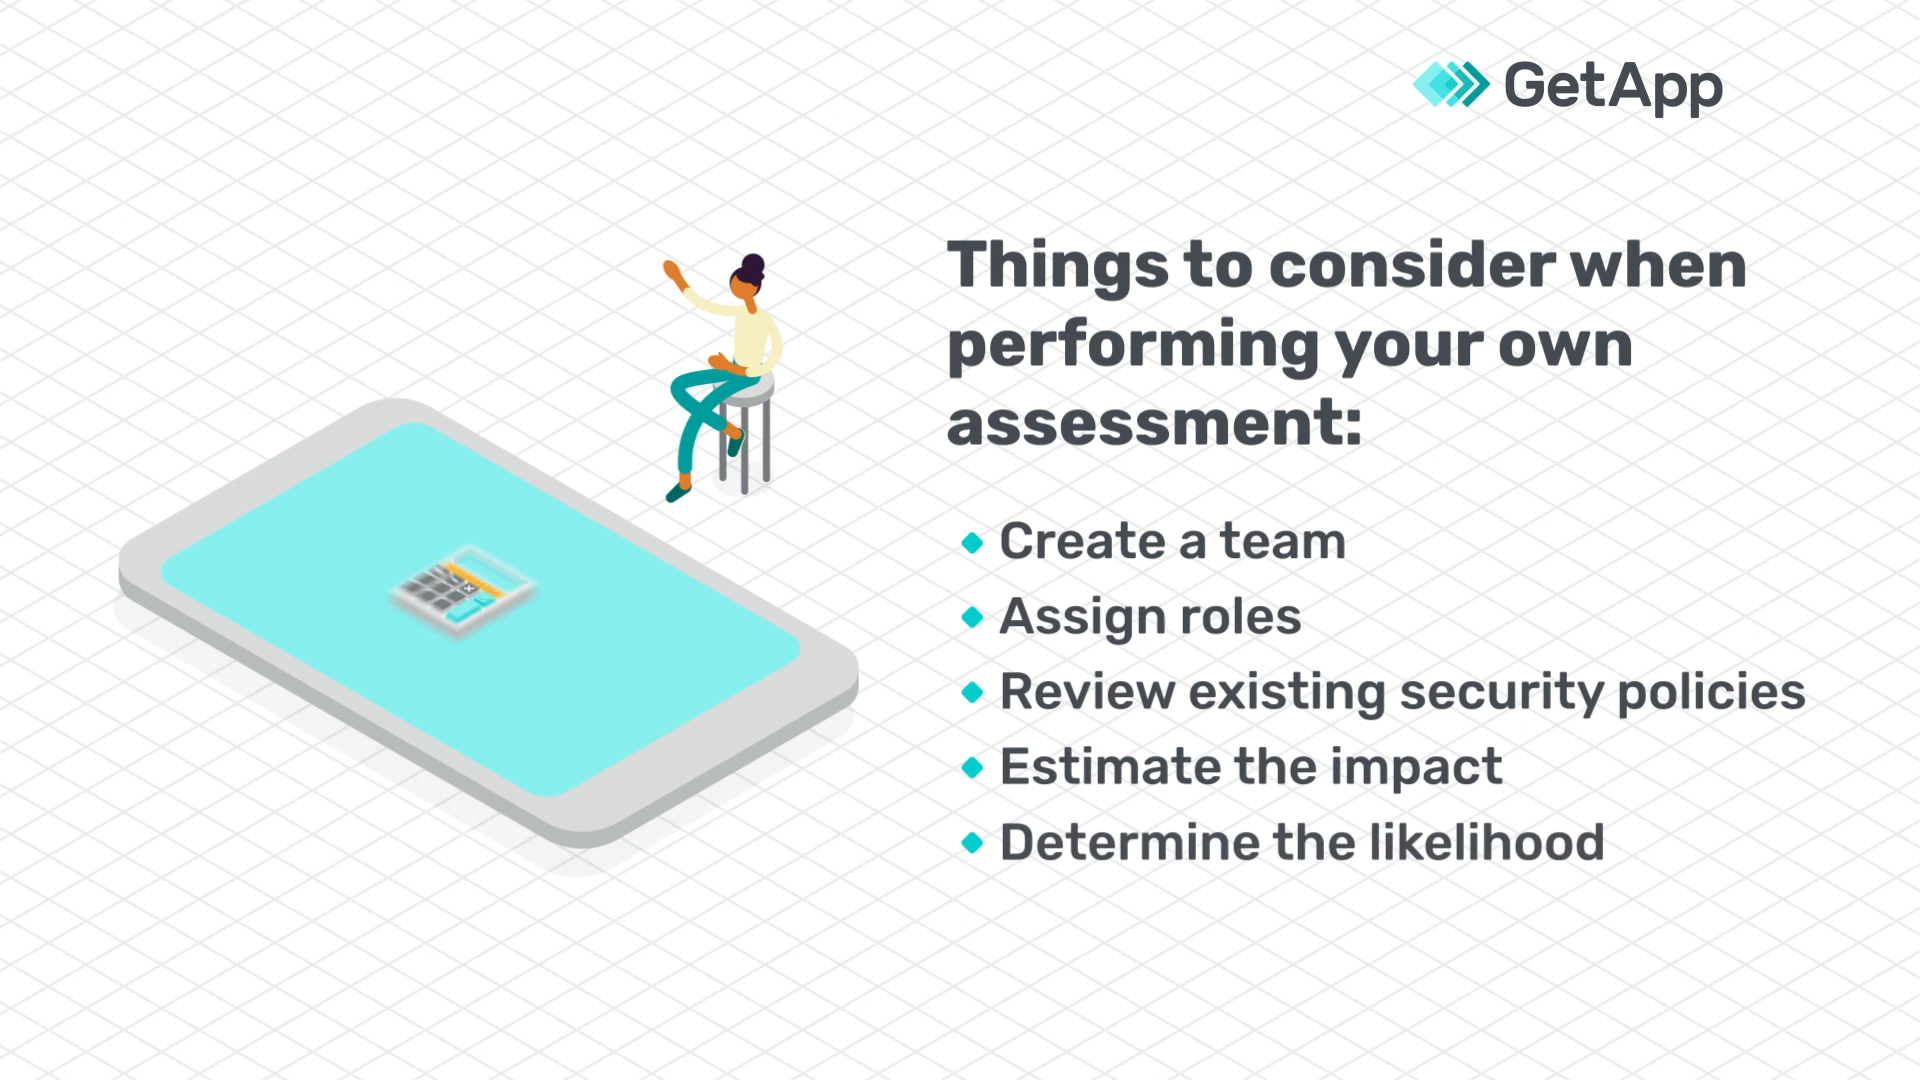 GetApp
Things to consider when
performing your own
assessment:
Create a team
Assign roles
Review existing security policies
Estimate the impact
Determine the likelihood